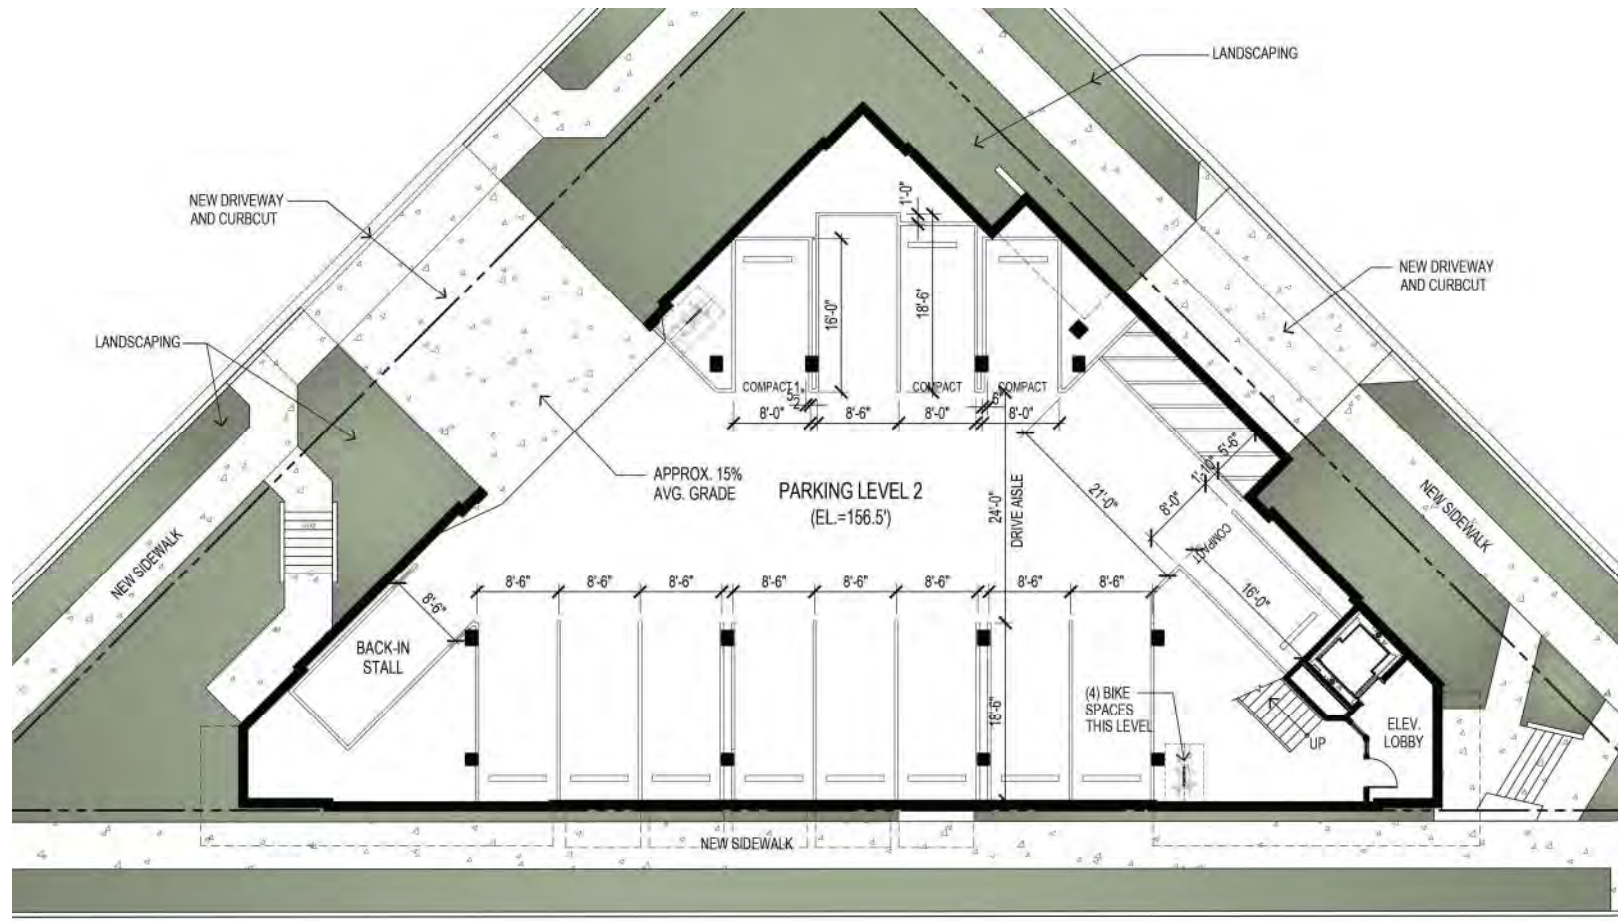 LANDSCAPING
NEW DRIVEWAY
AND CURBCUT
1'-0"
NEW DRIVEWAY
AND CURBCUT
16'-0"
18'-6'
LANDSCAPING
COMPACT
COMPACT
COMPACT
8'-0"
8'-6"
8'-0"
6"
8'-0"
APPROX. 15%
AVG. GRADE
PARKING LEVEL 2
(EL.=156.5')
24'-0"
DRIVE AISLE
21'-0"
8'-0"
1'-10"
5'-6"
COMPACT
16'-0"
NEW SIDEWALK
NEW SIDEWALK
8'-6"
8'-6"
8'-6"
8'-6"
8'-6"
8'-6"
8'-6"
8'-6"
8'-6"
BACK-IN
STALL
18'-6"
(4) BIKE
SPACES
THIS LEVEL
UP
ELEV.
LOBBY
NEW SIDEWALK